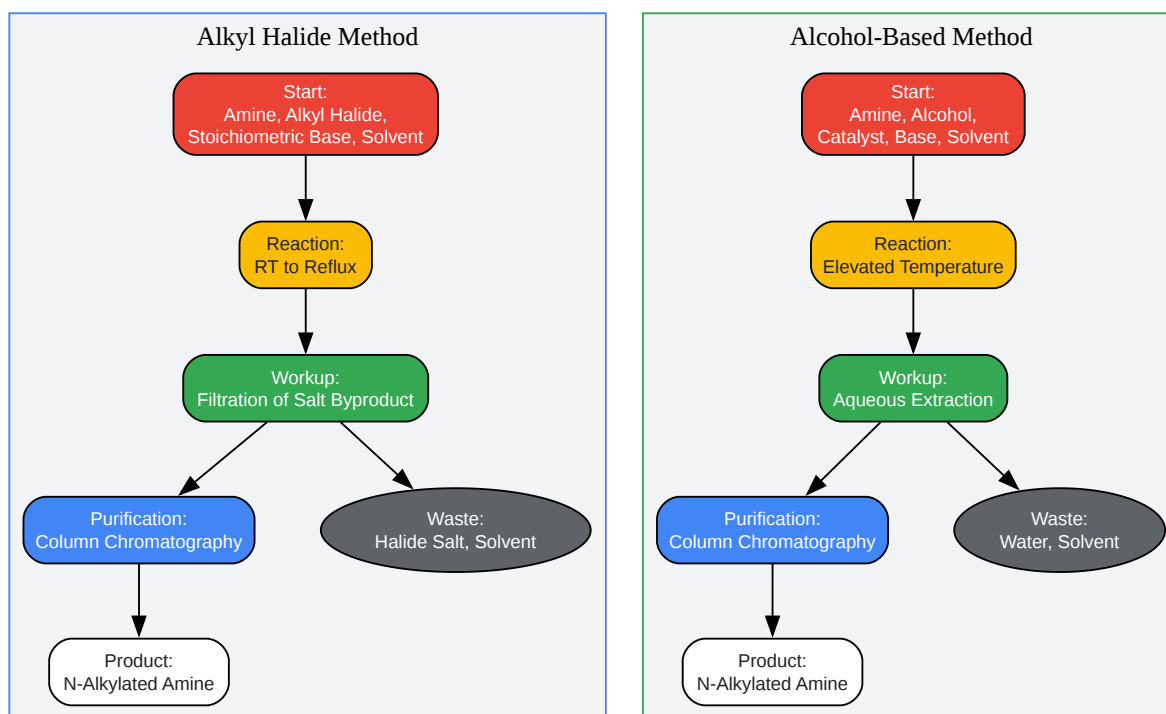 Alkyl Halide Method
Start:
Amine, Alkyl Halide,
Stoichiometric Base, Solvent
Reaction:
RT to Reflux
Workup:
Filtration of Salt Byproduct
Purification:
Column Chromatography
Waste:
Halide Salt, Solvent
Product:
N-Alkylated Amine
Alcohol-Based Method
Start:
Amine, Alcohol,
Catalyst, Base, Solvent
Reaction:
Elevated Temperature
Workup:
Aqueous Extraction
Purification:
Column Chromatography
Waste:
Water, Solvent
Product:
N-Alkylated Amine